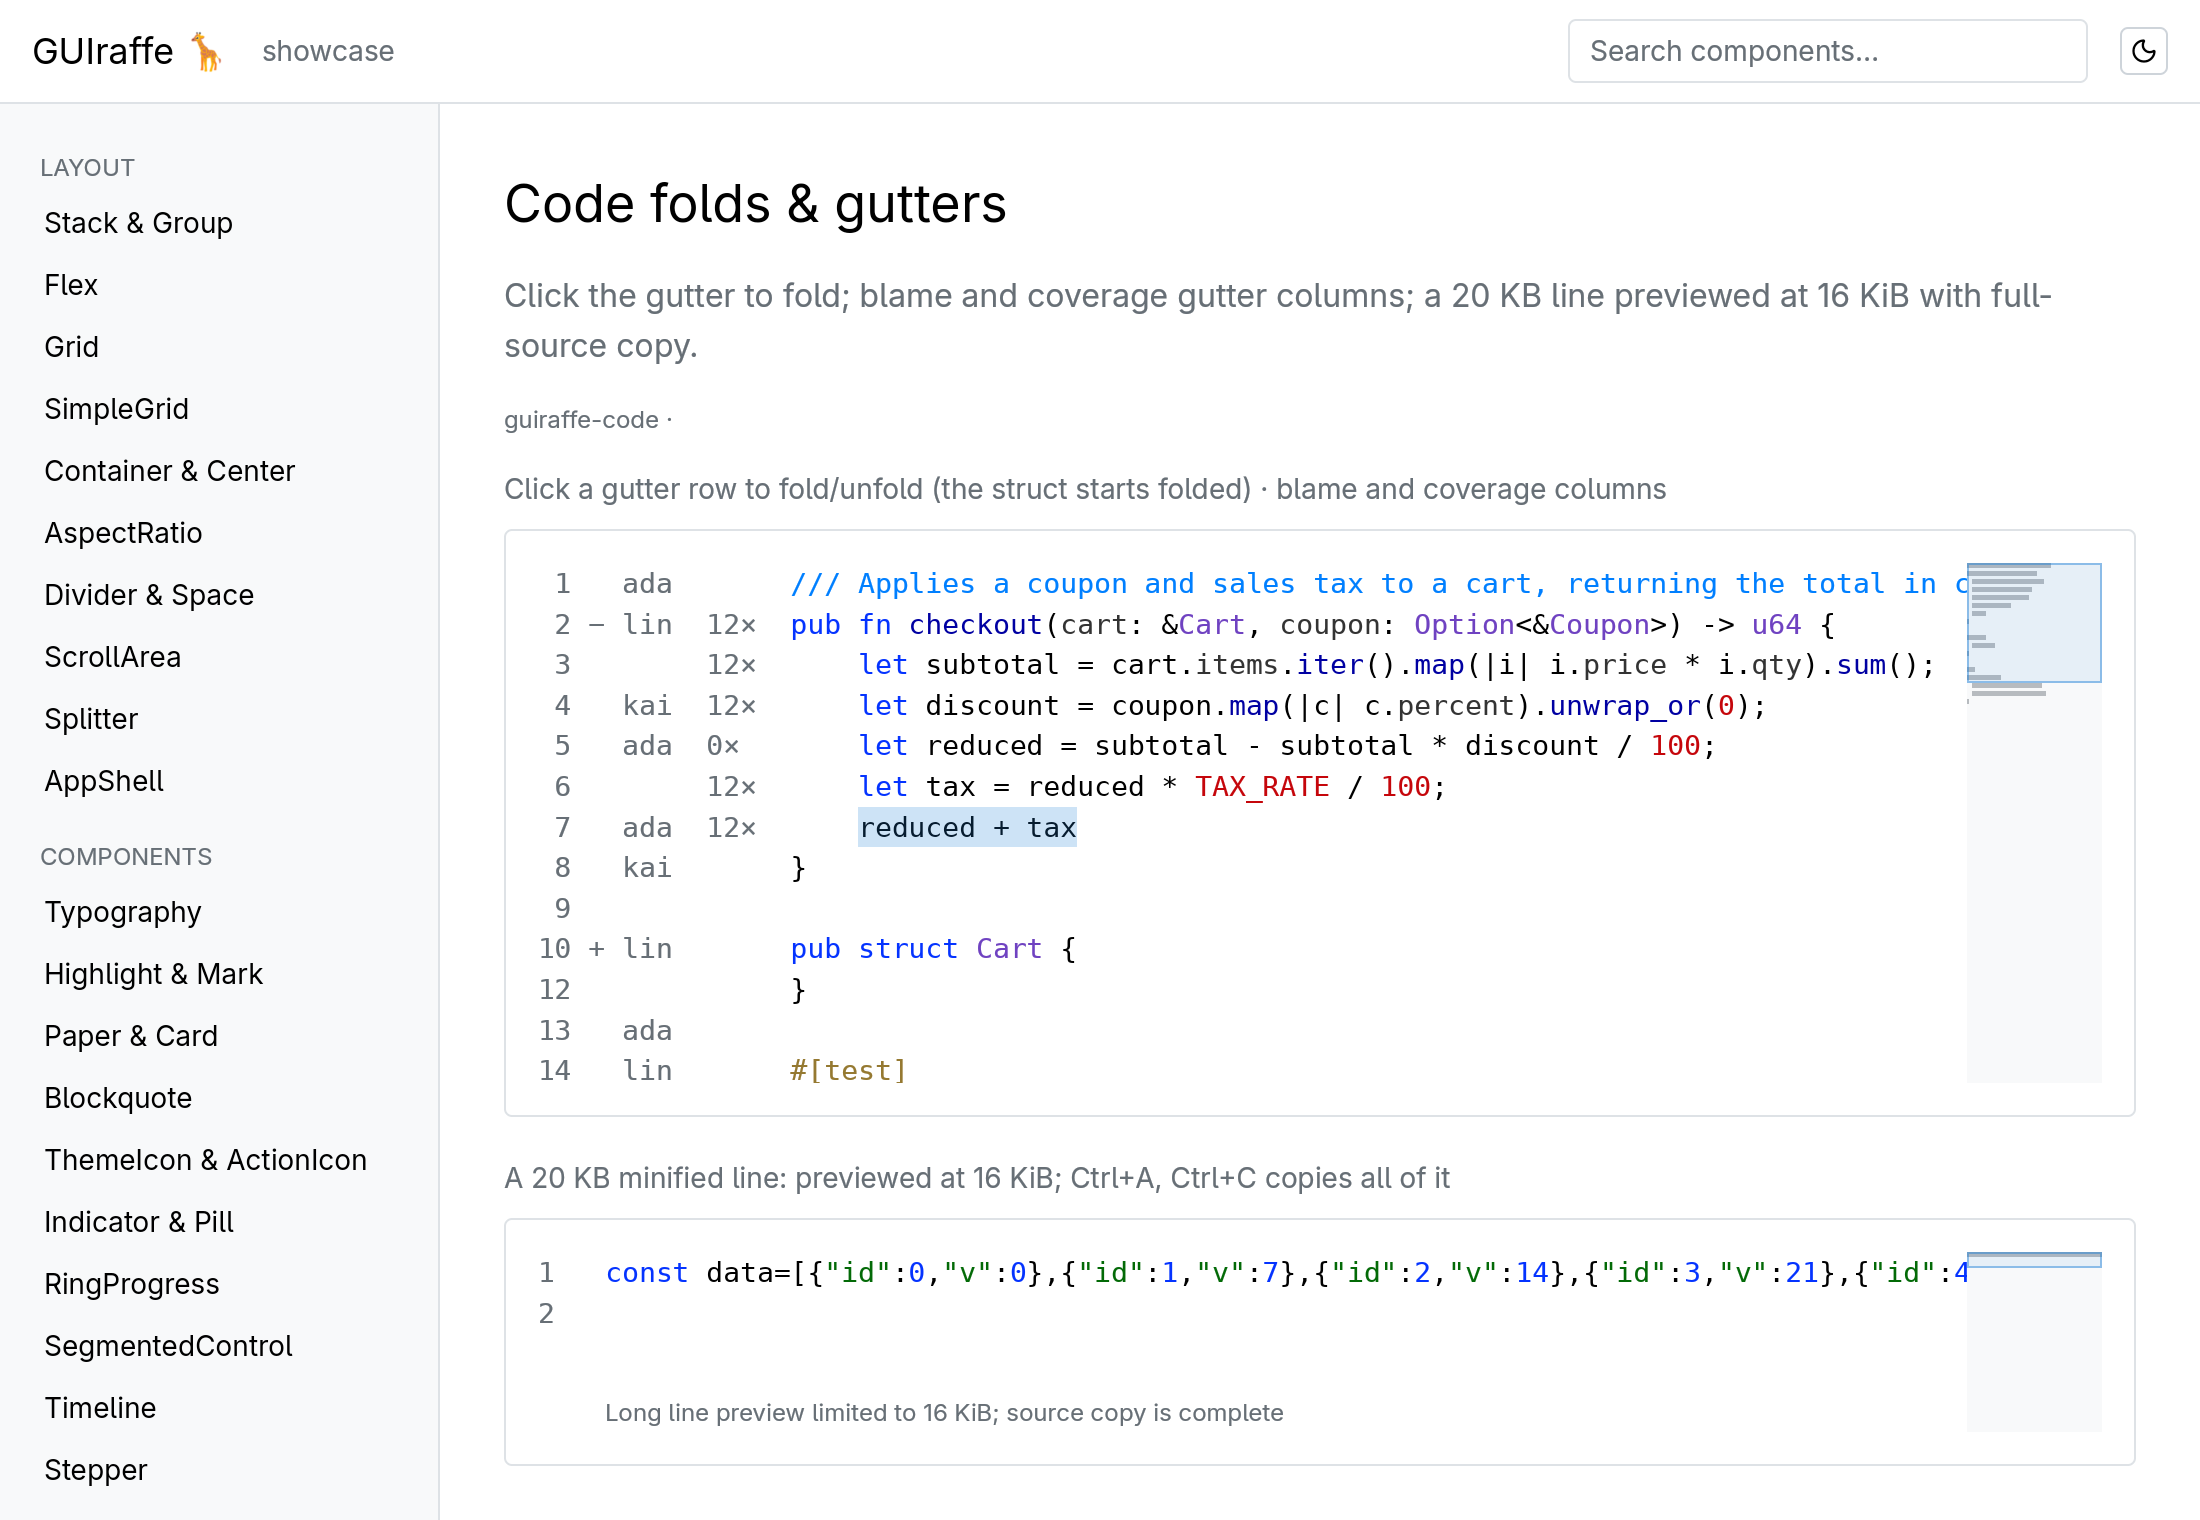 GUIraffe 🦒 showcase Search components...
LAYOUT
Stack & Group
Flex
Grid
SimpleGrid
Container & Center
AspectRatio
Divider & Space
ScrollArea
Splitter
AppShell
COMPONENTS
Typography
Highlight & Mark
Paper & Card
Blockquote
ThemeIcon & ActionIcon
Indicator & Pill
RingProgress
SegmentedControl
Timeline
Stepper
Code folds & gutters
Click the gutter to fold; blame and coverage gutter columns; a 20 KB line previewed at 16 KiB with full-
source copy.
guiraffe-code ·
Click a gutter row to fold/unfold (the struct starts folded) · blame and coverage columns
1 ada /// Applies a coupon and sales tax to a cart, returning the total in c
2 − lin 12× pub fn checkout(cart: &Cart, coupon: Option<&Coupon>) -> u64 {
3 12× let subtotal = cart.items.iter().map(|i| i.price * i.qty).sum();
4 kai 12× let discount = coupon.map(|c| c.percent).unwrap_or(0);
5 ada 0× let reduced = subtotal - subtotal * discount / 100;
6 12× let tax = reduced * TAX_RATE / 100;
7 ada 12× reduced + tax
8 kai }
9
10 + lin pub struct Cart {
12 }
13 ada
14 lin #[test]
A 20 KB minified line: previewed at 16 KiB; Ctrl+A, Ctrl+C copies all of it
1 const data=[{"id":0,"v":0},{"id":1,"v":7},{"id":2,"v":14},{"id":3,"v":21},{"id":4
2
Long line preview limited to 16 KiB; source copy is complete